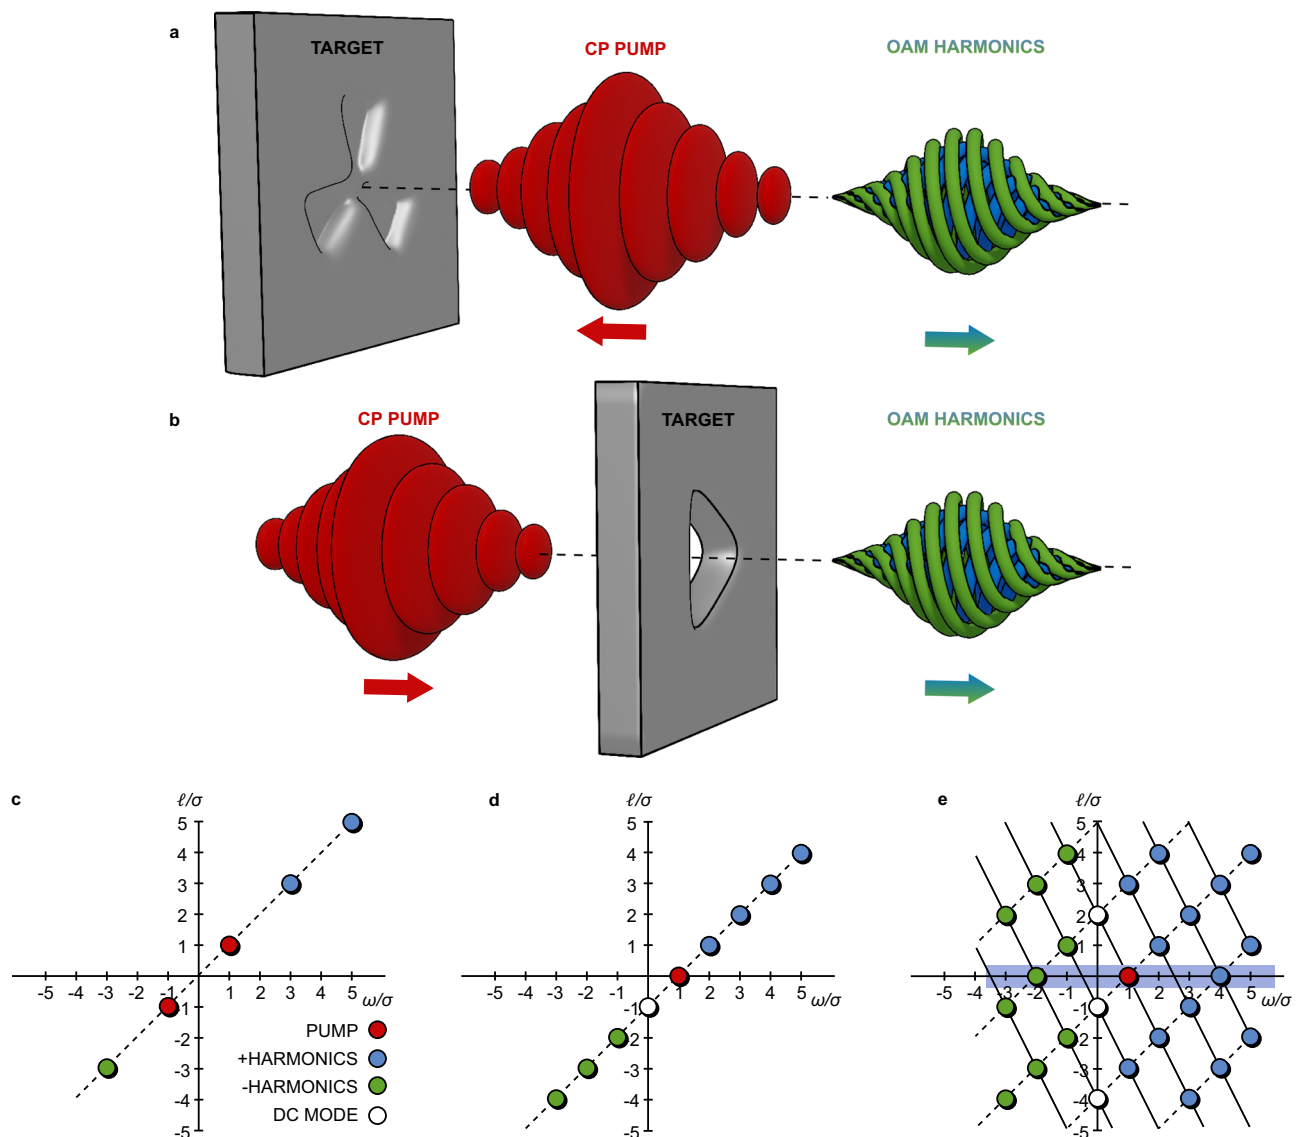 a
TARGET
CP PUMP
OAM HARMONICS
b
CP PUMP
TARGET
OAM HARMONICS
c
ℓ/σ
5
4
3
2
1
-5 -4 -3 -2 -1 1 2 3 4 5 ω/σ
-1
-2
-3
-4
-5
PUMP
+HARMONICS
-HARMONICS
DC MODE
d
ℓ/σ
5
4
3
2
1
-5 -4 -3 -2 -1 1 2 3 4 5 ω/σ
-1
-2
-3
-4
-5
e
ℓ/σ
5
4
3
2
1
-5 -4 -3 -2 -1 1 2 3 4 5 ω/σ
-1
-2
-3
-4
-5